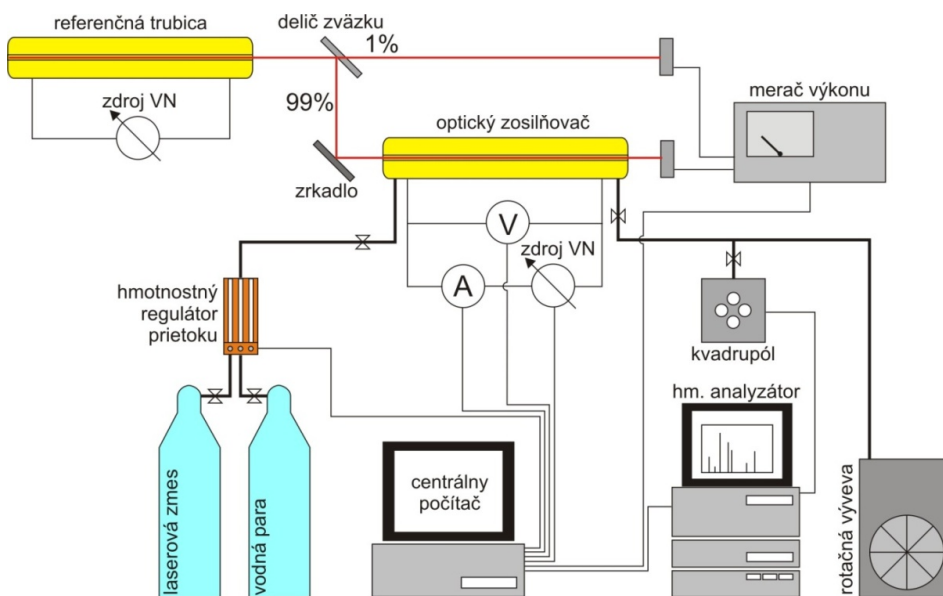 referenčná trubica
delič zväzku
1%
zdroj VN
99%
merač výkonu
optický zosilňovač
zrkadlo
V
zdroj VN
A
hmotnostný
regulátor
prietoku
kvadrupól
hm. analyzátor
centrálny
počítač
laserová zmes
vodná para
rotačná výveva